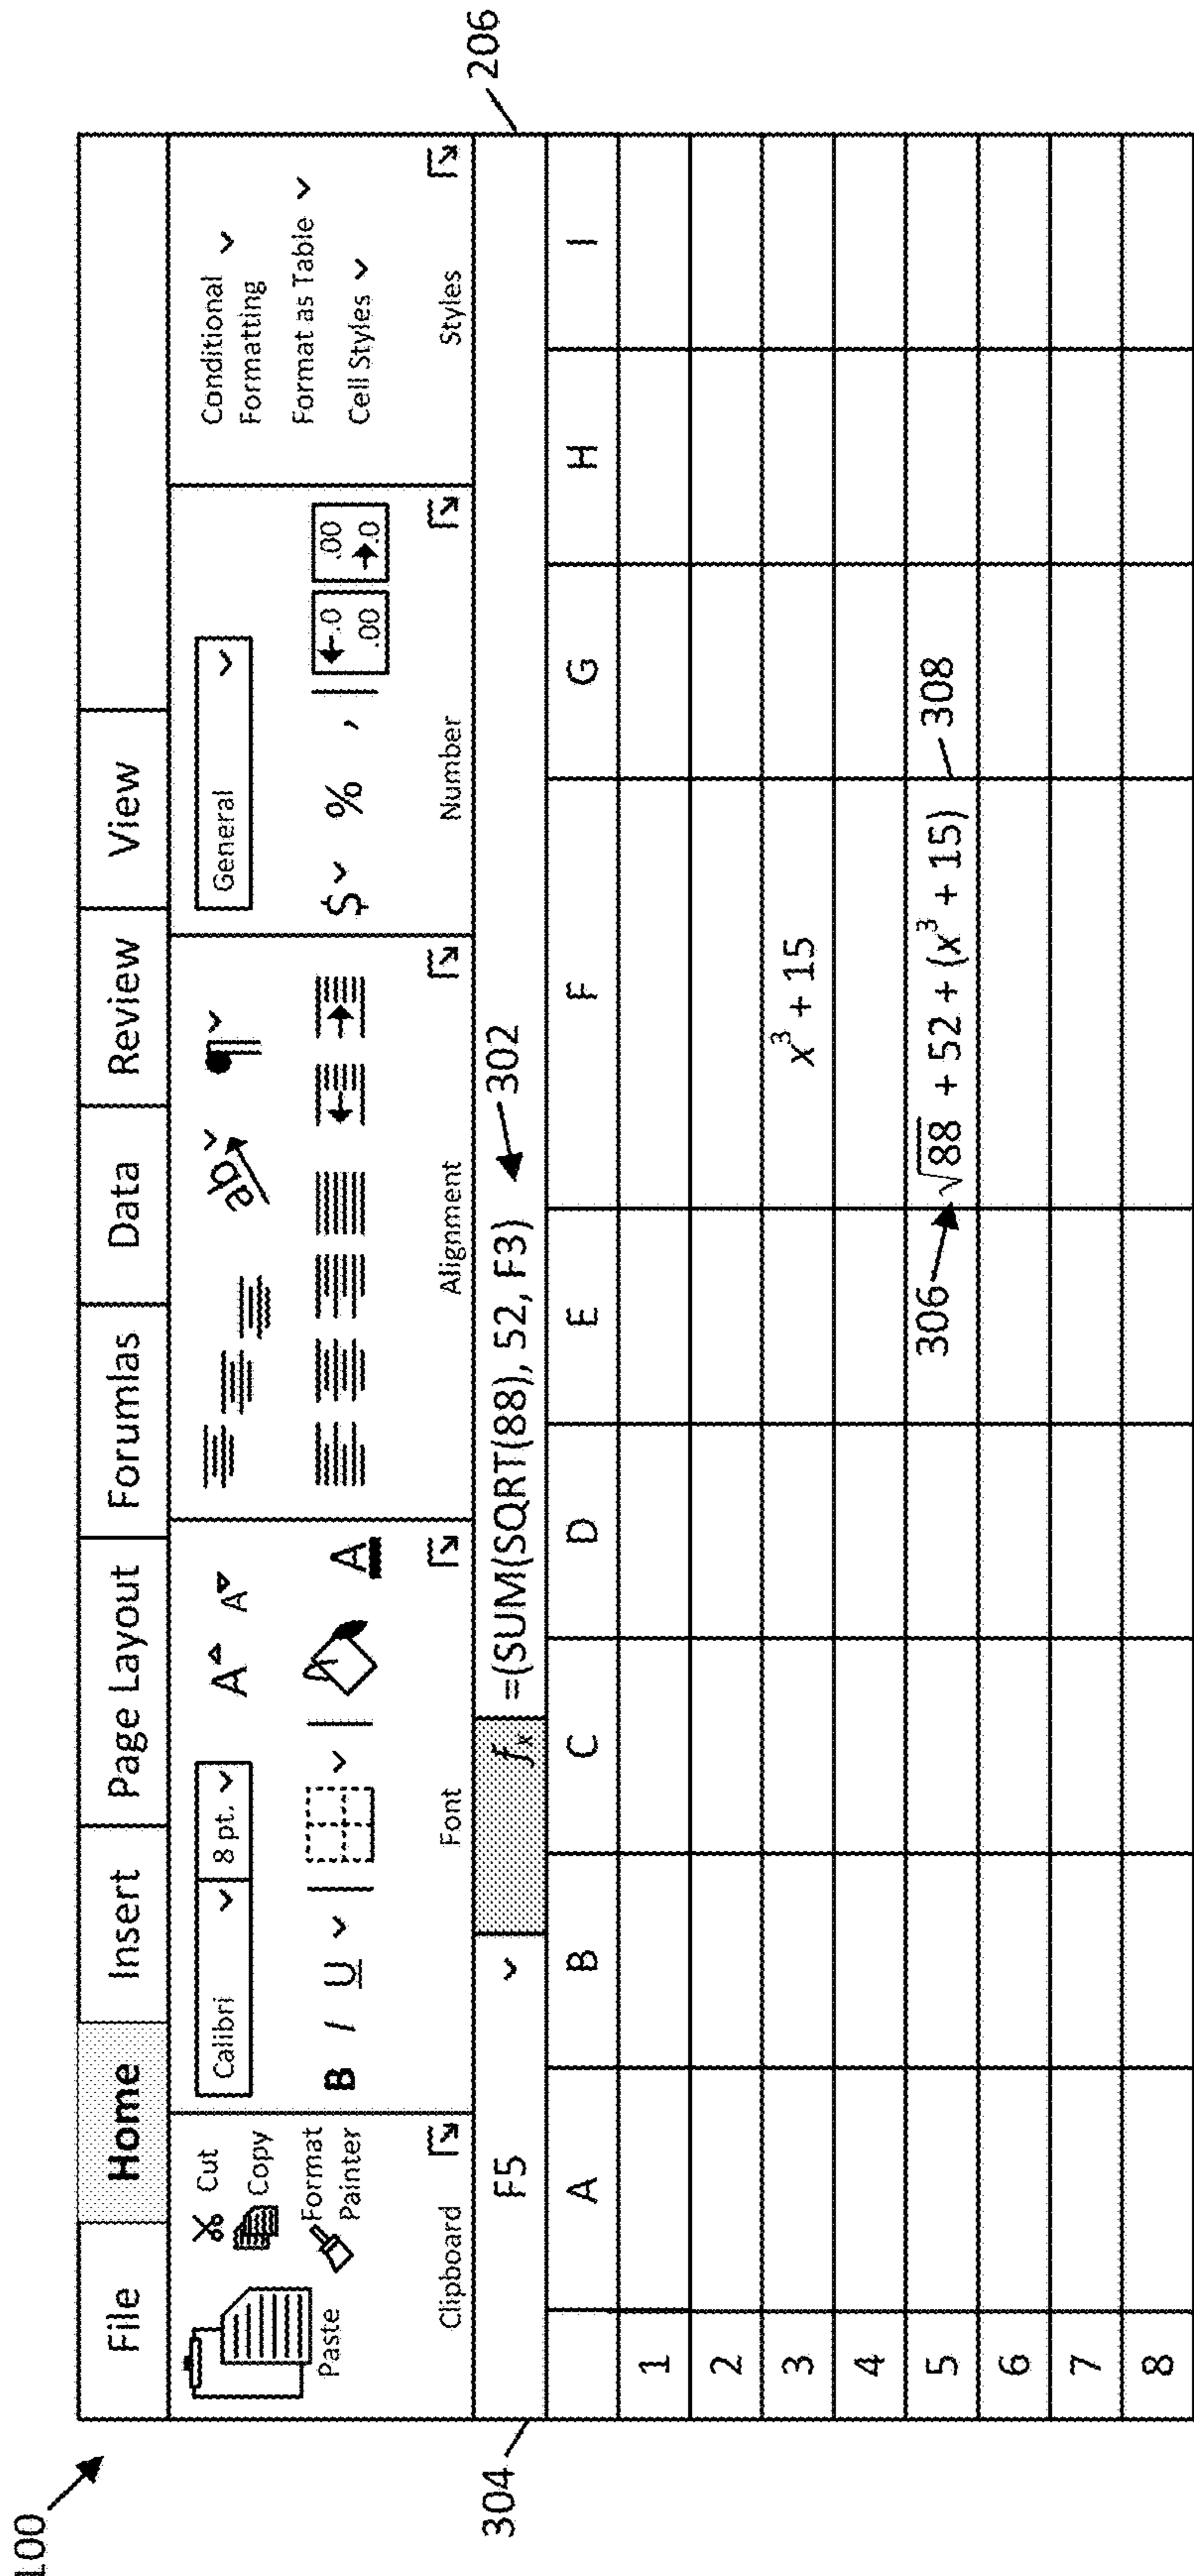 100
File Home Insert Page Layout Forumlas Data Review View
Paste
Cut
Copy
Format
Painter
Clipboard
Calibri 8 pt. A A
B I U A
Font
ab
Alignment
General
$ % , .0 .00 .00 .0
Number
Conditional
Formatting
Format as Table
Cell Styles
Styles
304 F5 fx =(SUM(SQRT(88), 52, F3) 302 206
A B C D E F G H I
1
2
3 x³ + 15
4
5 306 √88 + 52 + (x³ + 15) 308
6
7
8